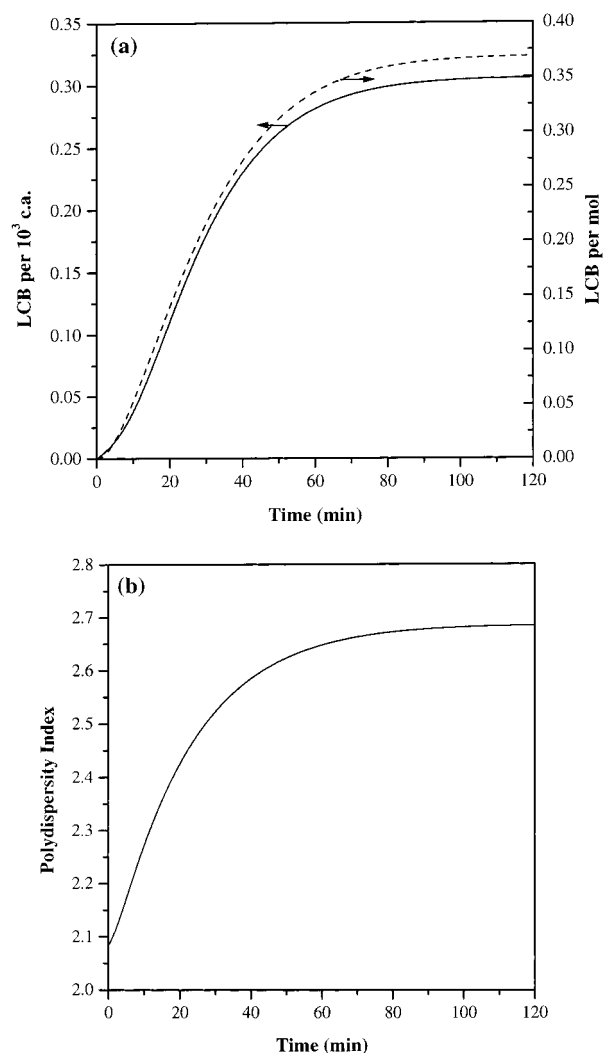 (a)
0.35
0.30
0.25
0.20
0.15
0.10
0.05
0.00
LCB per 10³ c.a.
0.40
0.35
0.30
0.25
0.20
0.15
0.10
0.05
0.00
LCB per mol
0 20 40 60 80 100 120
Time (min)
(b)
2.8
2.7
2.6
2.5
2.4
2.3
2.2
2.1
2.0
Polydispersity Index
0 20 40 60 80 100 120
Time (min)